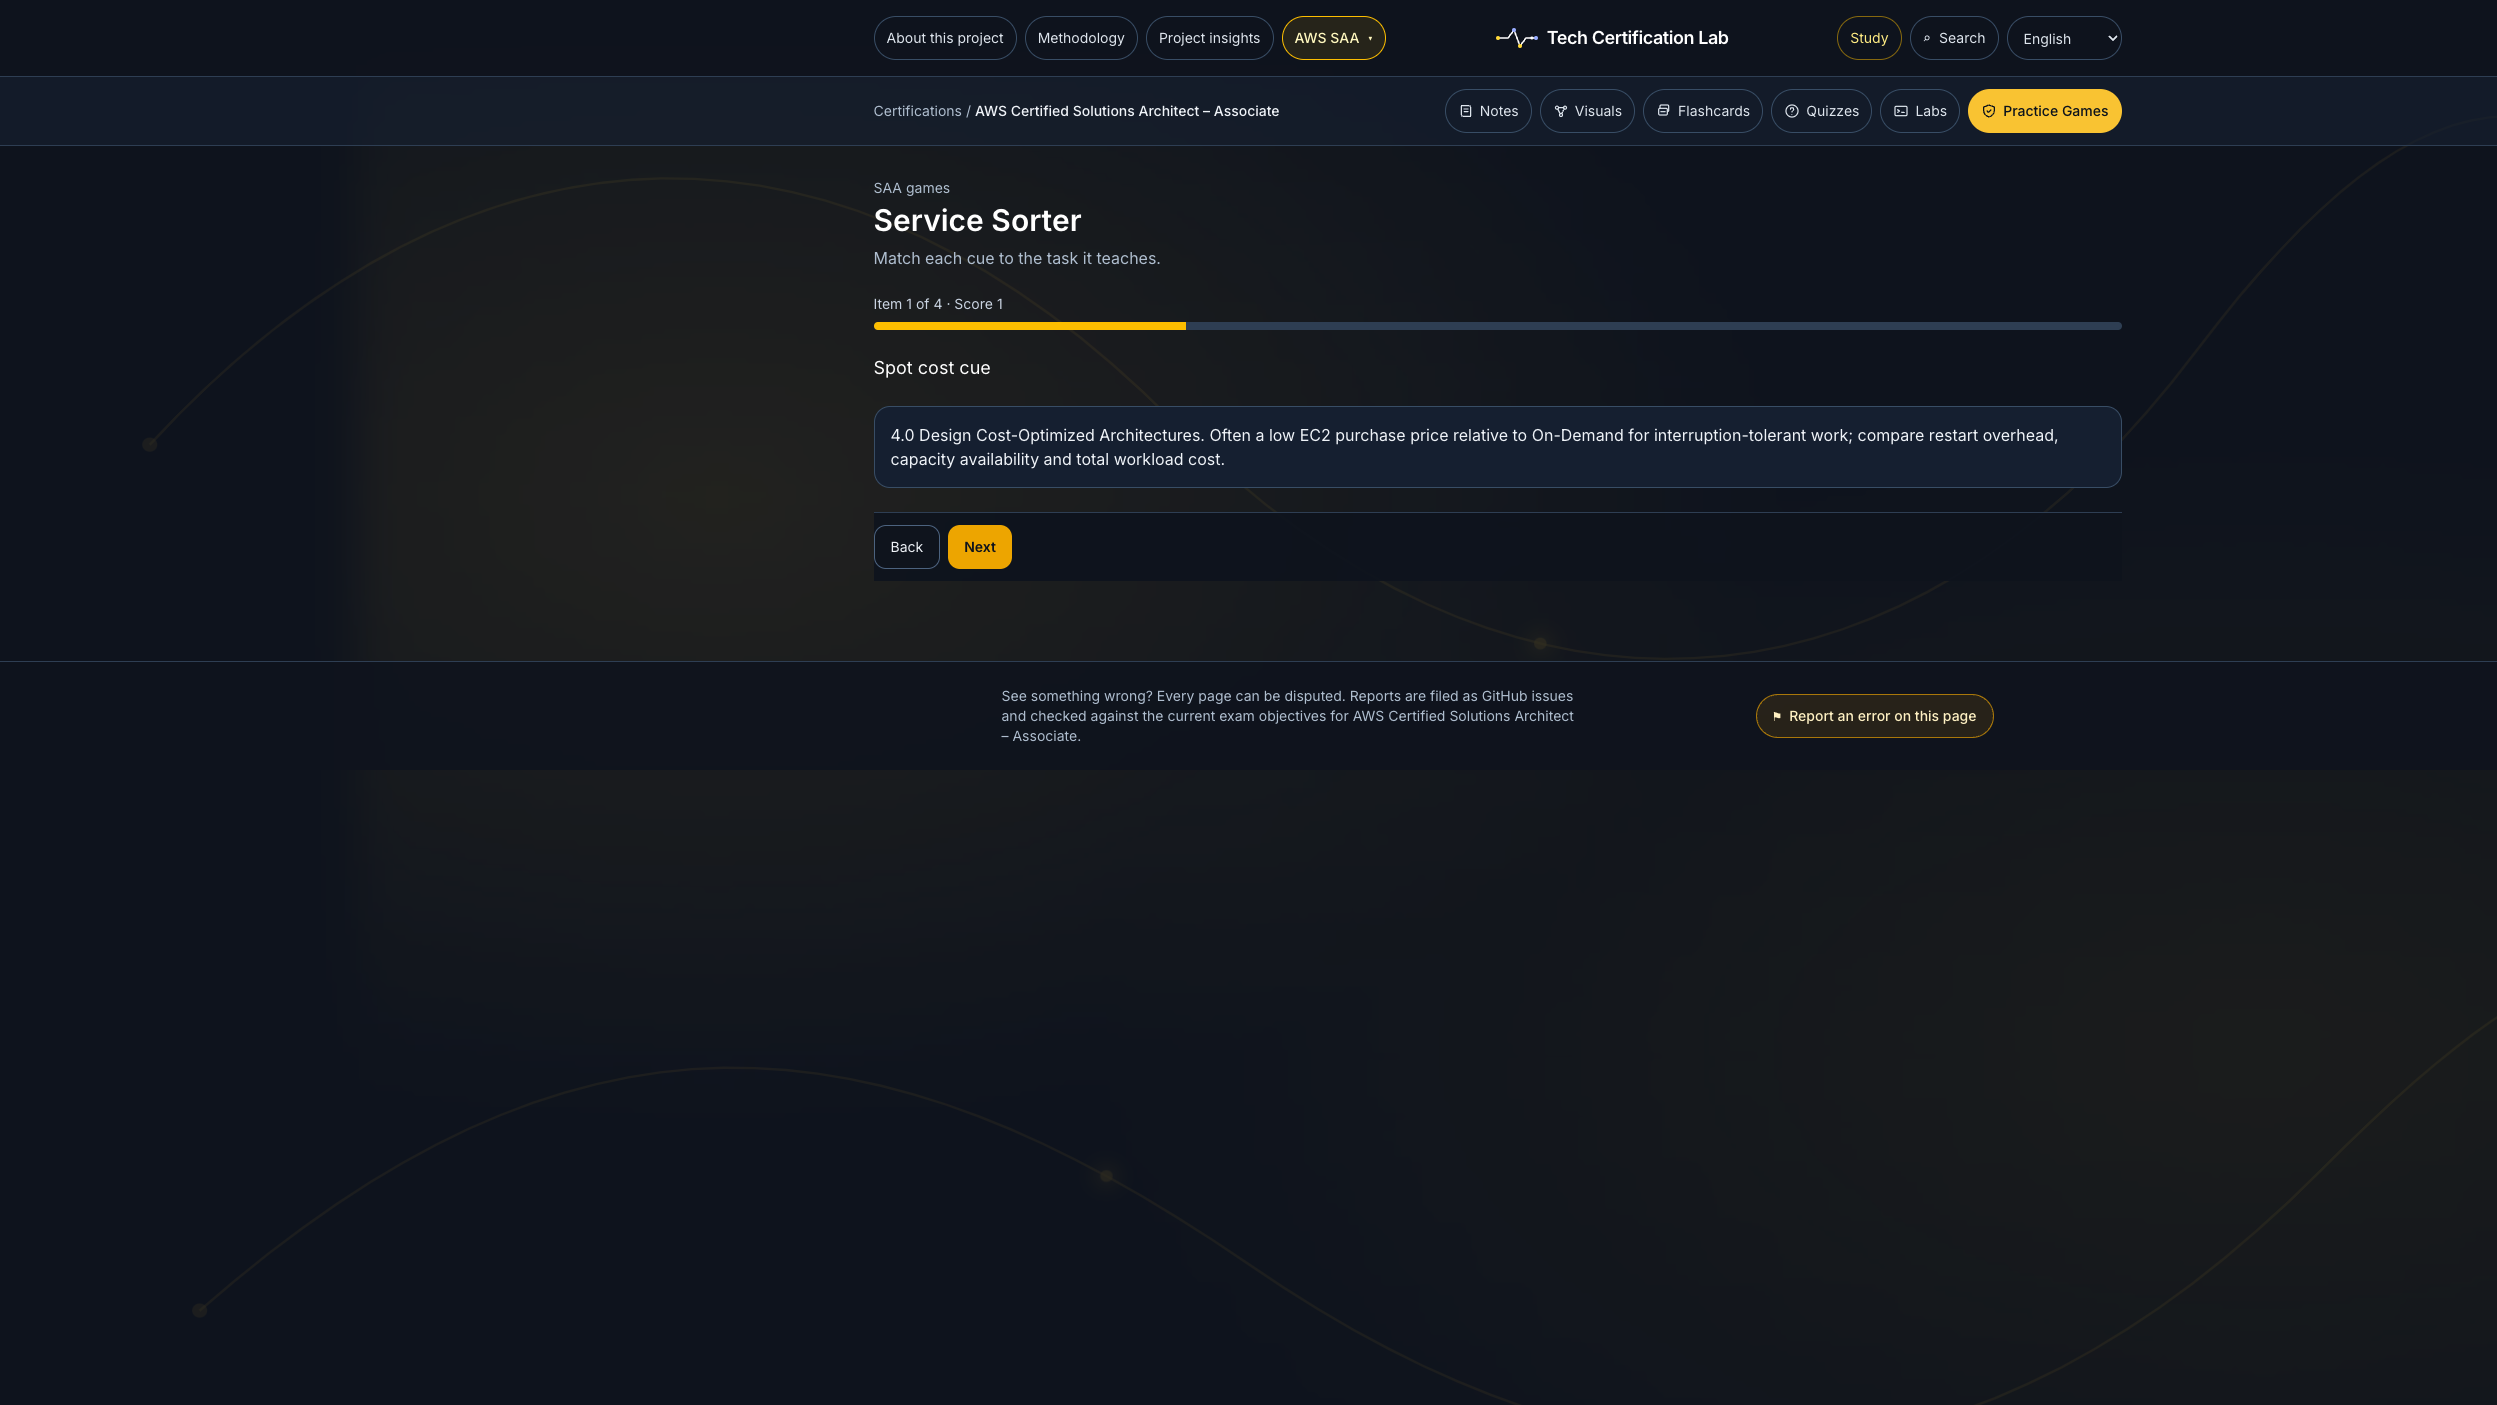 About this project
Methodology
Project insights
AWS SAA
Tech Certification Lab
Study
Search
English
Certifications / AWS Certified Solutions Architect – Associate
Notes
Visuals
Flashcards
Quizzes
Labs
Practice Games
SAA games
Service Sorter
Match each cue to the task it teaches.
Item 1 of 4 · Score 1
Spot cost cue
4.0 Design Cost-Optimized Architectures. Often a low EC2 purchase price relative to On-Demand for interruption-tolerant work; compare restart overhead,
capacity availability and total workload cost.
Back
Next
See something wrong? Every page can be disputed. Reports are filed as GitHub issues
and checked against the current exam objectives for AWS Certified Solutions Architect
– Associate.
Report an error on this page